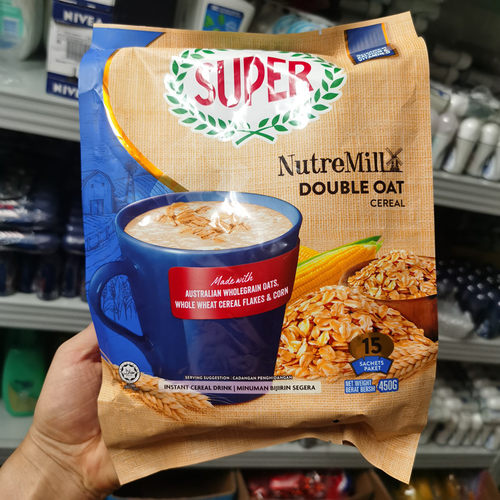 NIVEA
NIVE
SUPER
NutreMill
DOUBLE OAT
CEREAL
Made with
AUSTRALIAN WHOLEGRAIN OATS,
WHOLE WHEAT CEREAL FLAKES & CORN
15
SACHETS
PAKET
SERVING SUGGESTION • CADANGAN PENGHIDANGAN
INSTANT CEREAL DRINK | MINUMAN BIJIRIN SEGERA
NET WEIGHT
BERAT BERSIH
450G